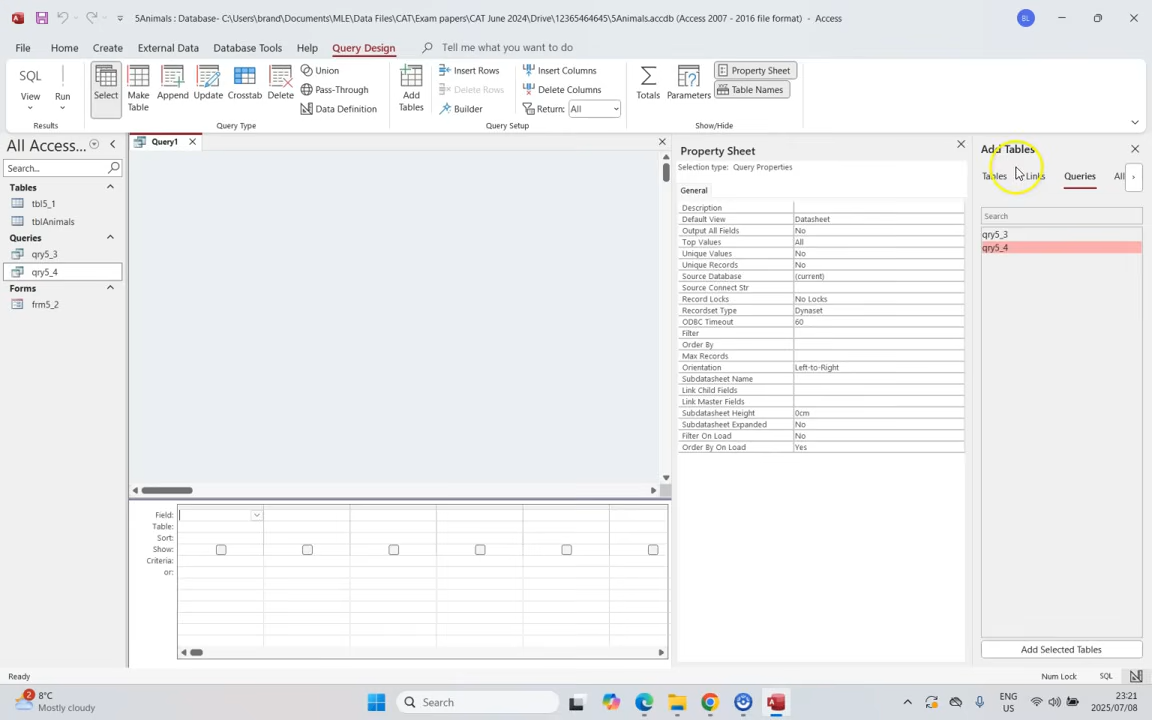 5Animals : Database- C:\Users\brand\Documents\MLE\Data Files\CAT\Exam papers\CAT June 2024\Drive\12365464645\5Animals.accdb (Access 2007 - 2016 file format) - Access
BL
File Home Create External Data Database Tools Help Query Design Tell me what you want to do
SQL
View
Run
Results
Select
Make
Table
Append
Update
Crosstab
Delete
Union
Pass-Through
Data Definition
Query Type
Add
Tables
Insert Rows
Delete Rows
Builder
Insert Columns
Delete Columns
Return: All
Query Setup
Totals
Parameters
Property Sheet
Table Names
Show/Hide
All Access...
Search...
Tables
tbl5_1
tblAnimals
Queries
qry5_3
qry5_4
Forms
frm5_2
Query1
Field:
Table:
Sort:
Show:
Criteria:
or:
Property Sheet
Selection type: Query Properties
General
Description
Default View Datasheet
Output All Fields No
Top Values All
Unique Values No
Unique Records No
Source Database (current)
Source Connect Str
Record Locks No Locks
Recordset Type Dynaset
ODBC Timeout 60
Filter
Order By
Max Records
Orientation Left-to-Right
Subdatasheet Name
Link Child Fields
Link Master Fields
Subdatasheet Height 0cm
Subdatasheet Expanded No
Filter On Load No
Order By On Load Yes
Add Tables
Tables Links Queries All
Search
qry5_3
qry5_4
Add Selected Tables
Ready
Num Lock
SQL
8°C
Mostly cloudy
2
Search
ENG
US
23:21
2025/07/08